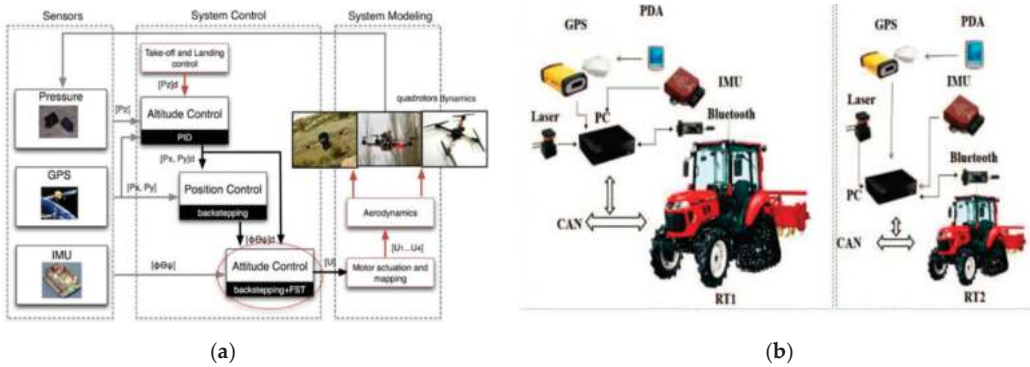 Sensors
System Control
System Modeling
Take-off and Landing
control
[Pz]d
Pressure
[Pz]
Altitude Control
PID
quadrotors dynamics
[Px, Py]d
GPS
[Px, Py]
Position Control
backstepping
Aerodynamics
[ΦΘψ]d
[U₁...U₄]
IMU
[ΦΘψ]
Attitude Control
backstepping+FST
[U]
Motor actuation and
mapping
(a)
PDA
GPS
IMU
Laser
PC
Bluetooth
CAN
RT1
GPS
PDA
IMU
Laser
Bluetooth
PC
CAN
RT2
(b)